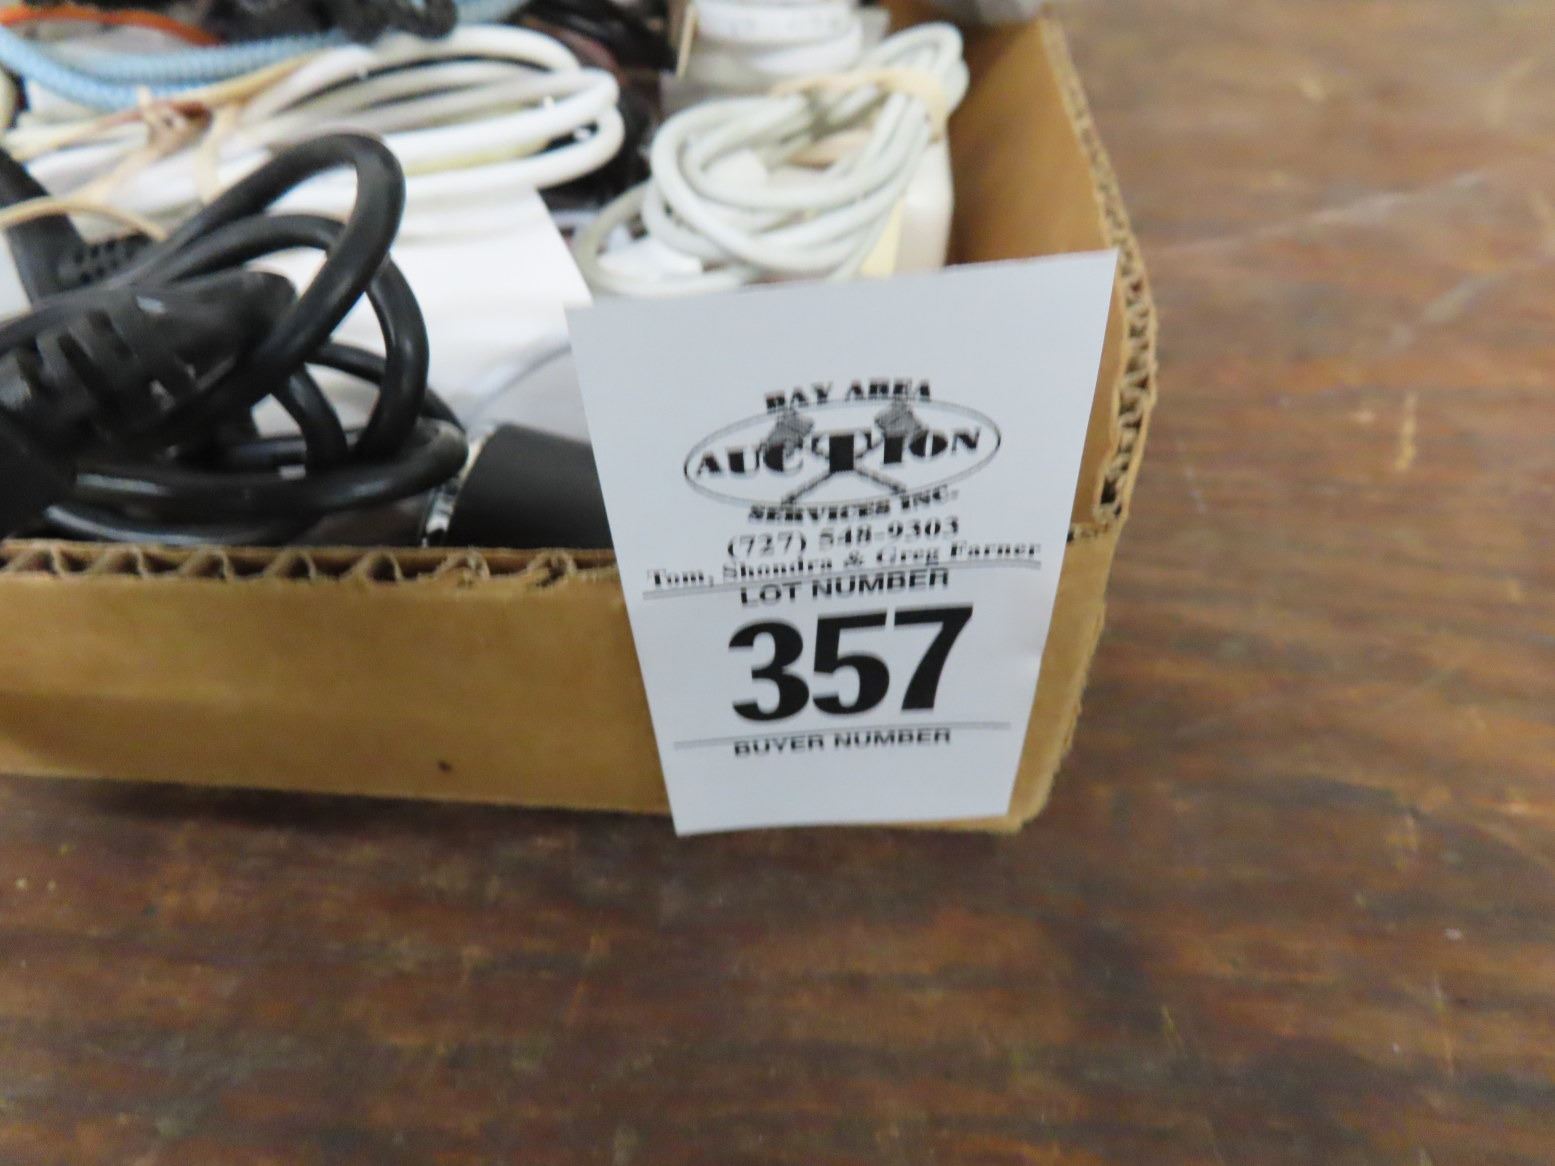 BAY AREA
AUCTION
SERVICES INC.
(727) 548-9303
Tom, Shondra & Greg Farner
LOT NUMBER
357
BUYER NUMBER